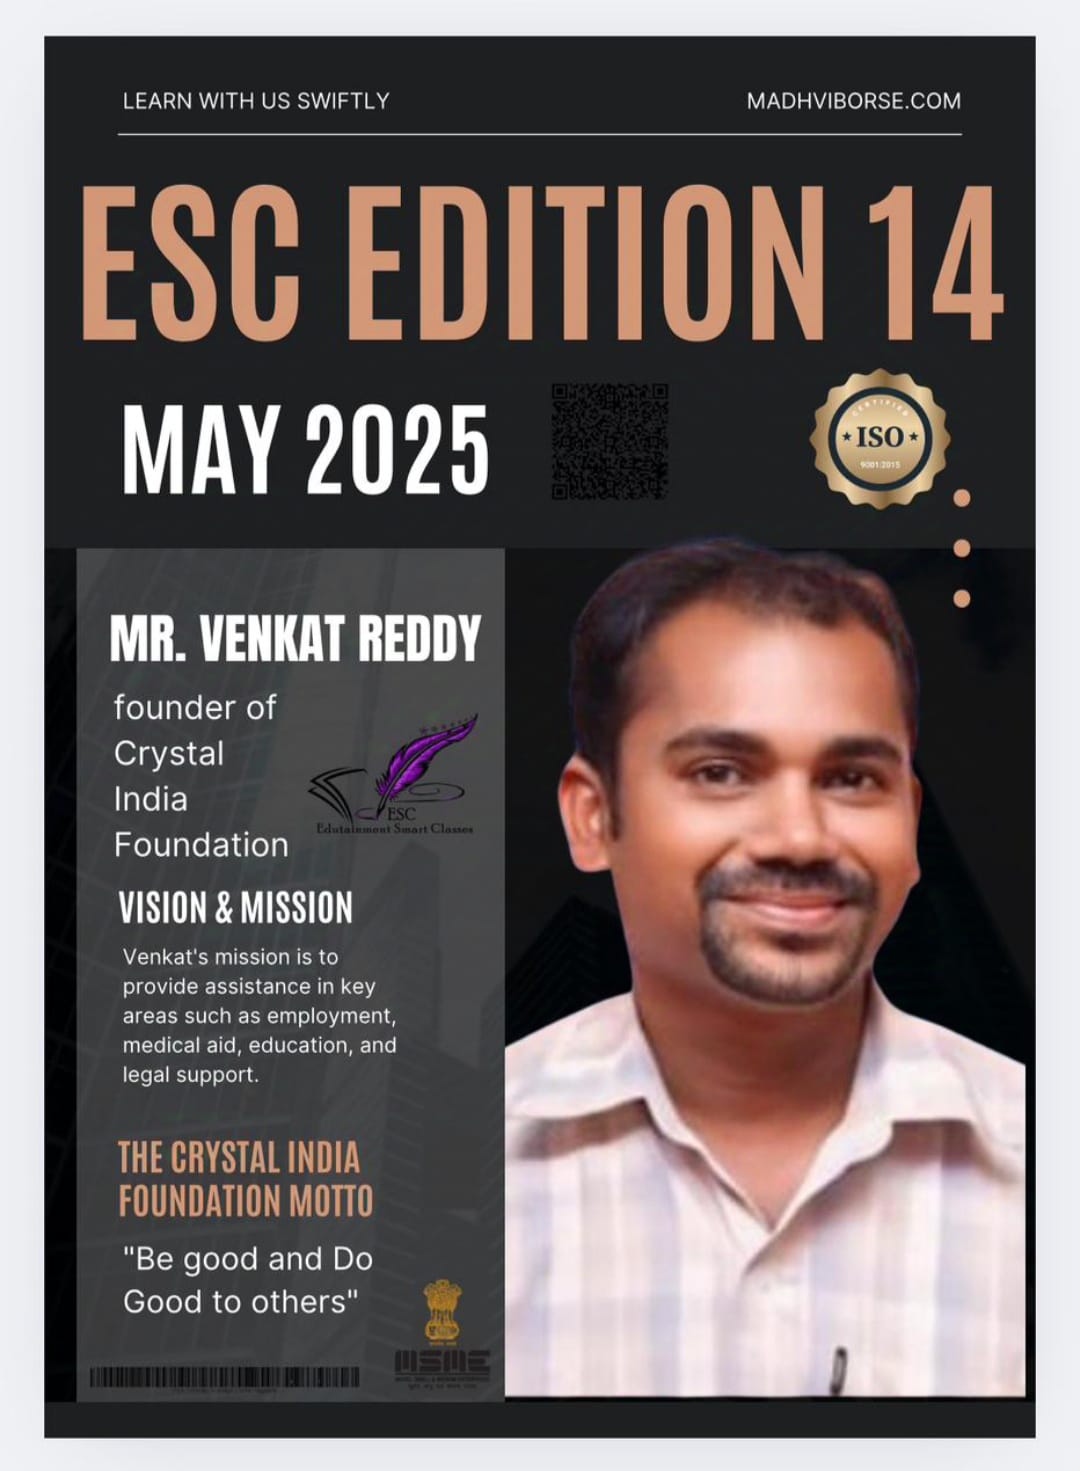 LEARN WITH US SWIFTLY
MADHVIBORSE.COM
ESC EDITION 14
MAY 2025
CERTIFIED
★ ISO ★
9001:2015
MR. VENKAT REDDY
founder of
Crystal
India
Foundation
ESC
Edutainment Smart Classes
VISION & MISSION
Venkat's mission is to
provide assistance in key
areas such as employment,
medical aid, education, and
legal support.
THE CRYSTAL INDIA
FOUNDATION MOTTO
"Be good and Do
Good to others"
MSME